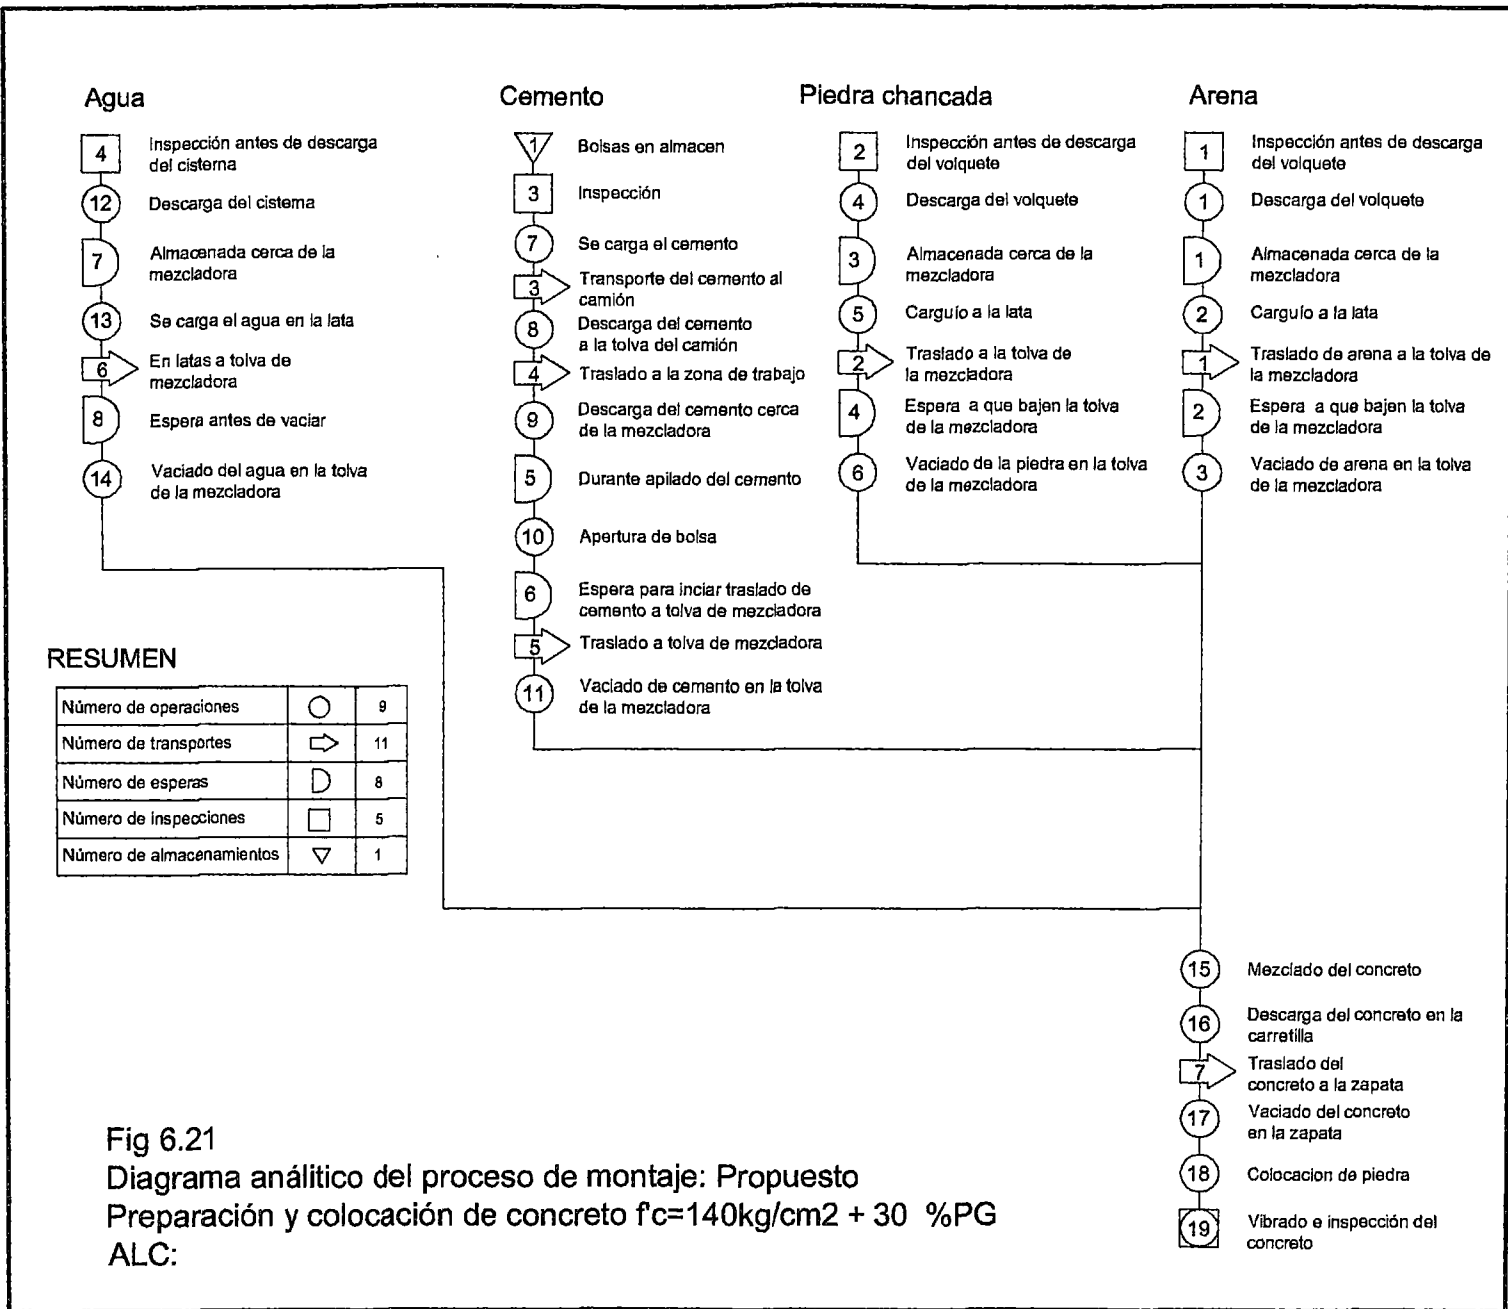 Agua
4
Inspección antes de descarga
del cisterna
12
Descarga del cisterna
7
Almacenada cerca de la
mezcladora
13
Se carga el agua en la lata
6
En latas a tolva de
mezcladora
8
Espera antes de vaciar
14
Vaciado del agua en la tolva
de la mezcladora
Cemento
1
Bolsas en almacen
3
Inspección
7
Se carga el cemento
3
Transporte del cemento al
camión
8
Descarga del cemento
a la tolva del camión
4
Traslado a la zona de trabajo
9
Descarga del cemento cerca
de la mezcladora
5
Durante apilado del cemento
10
Apertura de bolsa
6
Espera para inciar traslado de
cemento a tolva de mezcladora
5
Traslado a tolva de mezcladora
11
Vaciado de cemento en la tolva
de la mezcladora
Piedra chancada
2
Inspección antes de descarga
del volquete
4
Descarga del volquete
3
Almacenada cerca de la
mezcladora
5
Carguío a la lata
2
Traslado a la tolva de
la mezcladora
4
Espera a que bajen la tolva
de la mezcladora
6
Vaciado de la piedra en la tolva
de la mezcladora
Arena
1
Inspección antes de descarga
del volquete
1
Descarga del volquete
1
Almacenada cerca de la
mezcladora
2
Carguío a la lata
1
Traslado de arena a la tolva de
la mezcladora
2
Espera a que bajen la tolva
de la mezcladora
3
Vaciado de arena en la tolva
de la mezcladora
RESUMEN
Número de operaciones 9
Número de transportes 11
Número de esperas 8
Número de inspecciones 5
Número de almacenamientos 1
15
Mezclado del concreto
16
Descarga del concreto en la
carretilla
7
Traslado del
concreto a la zapata
17
Vaciado del concreto
en la zapata
18
Colocacion de piedra
19
Vibrado e inspección del
concreto
Fig 6.21
Diagrama análitico del proceso de montaje: Propuesto
Preparación y colocación de concreto f'c=140kg/cm2 + 30 %PG
ALC: